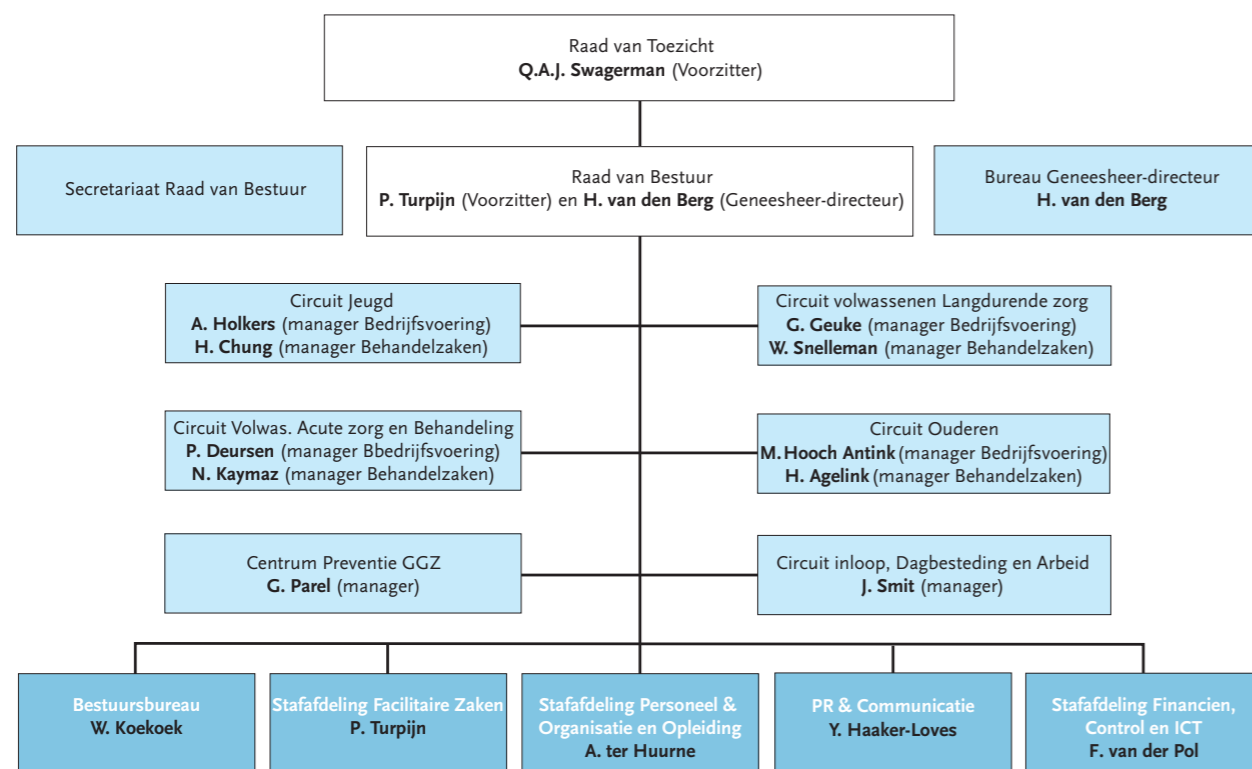 Raad van Toezicht
Q.A.J. Swagerman (Voorzitter)
Secretariaat Raad van Bestuur
Raad van Bestuur
P. Turpijn (Voorzitter) en H. van den Berg (Geneesheer-directeur)
Bureau Geneesheer-directeur
H. van den Berg
Circuit Jeugd
A. Holkers (manager Bedrijfsvoering)
H. Chung (manager Behandelzaken)
Circuit volwassenen Langdurende zorg
G. Geuke (manager Bedrijfsvoering)
W. Snelleman (manager Behandelzaken)
Circuit Volwas. Acute zorg en Behandeling
P. Deursen (manager Bbedrijfsvoering)
N. Kaymaz (manager Behandelzaken)
Circuit Ouderen
M. Hooch Antink (manager Bedrijfsvoering)
H. Agelink (manager Behandelzaken)
Centrum Preventie GGZ
G. Parel (manager)
Circuit inloop, Dagbesteding en Arbeid
J. Smit (manager)
Bestuursbureau
W. Koekoek
Stafafdeling Facilitaire Zaken
P. Turpijn
Stafafdeling Personeel &
Organisatie en Opleiding
A. ter Huurne
PR & Communicatie
Y. Haaker-Loves
Stafafdeling Financien,
Control en ICT
F. van der Pol